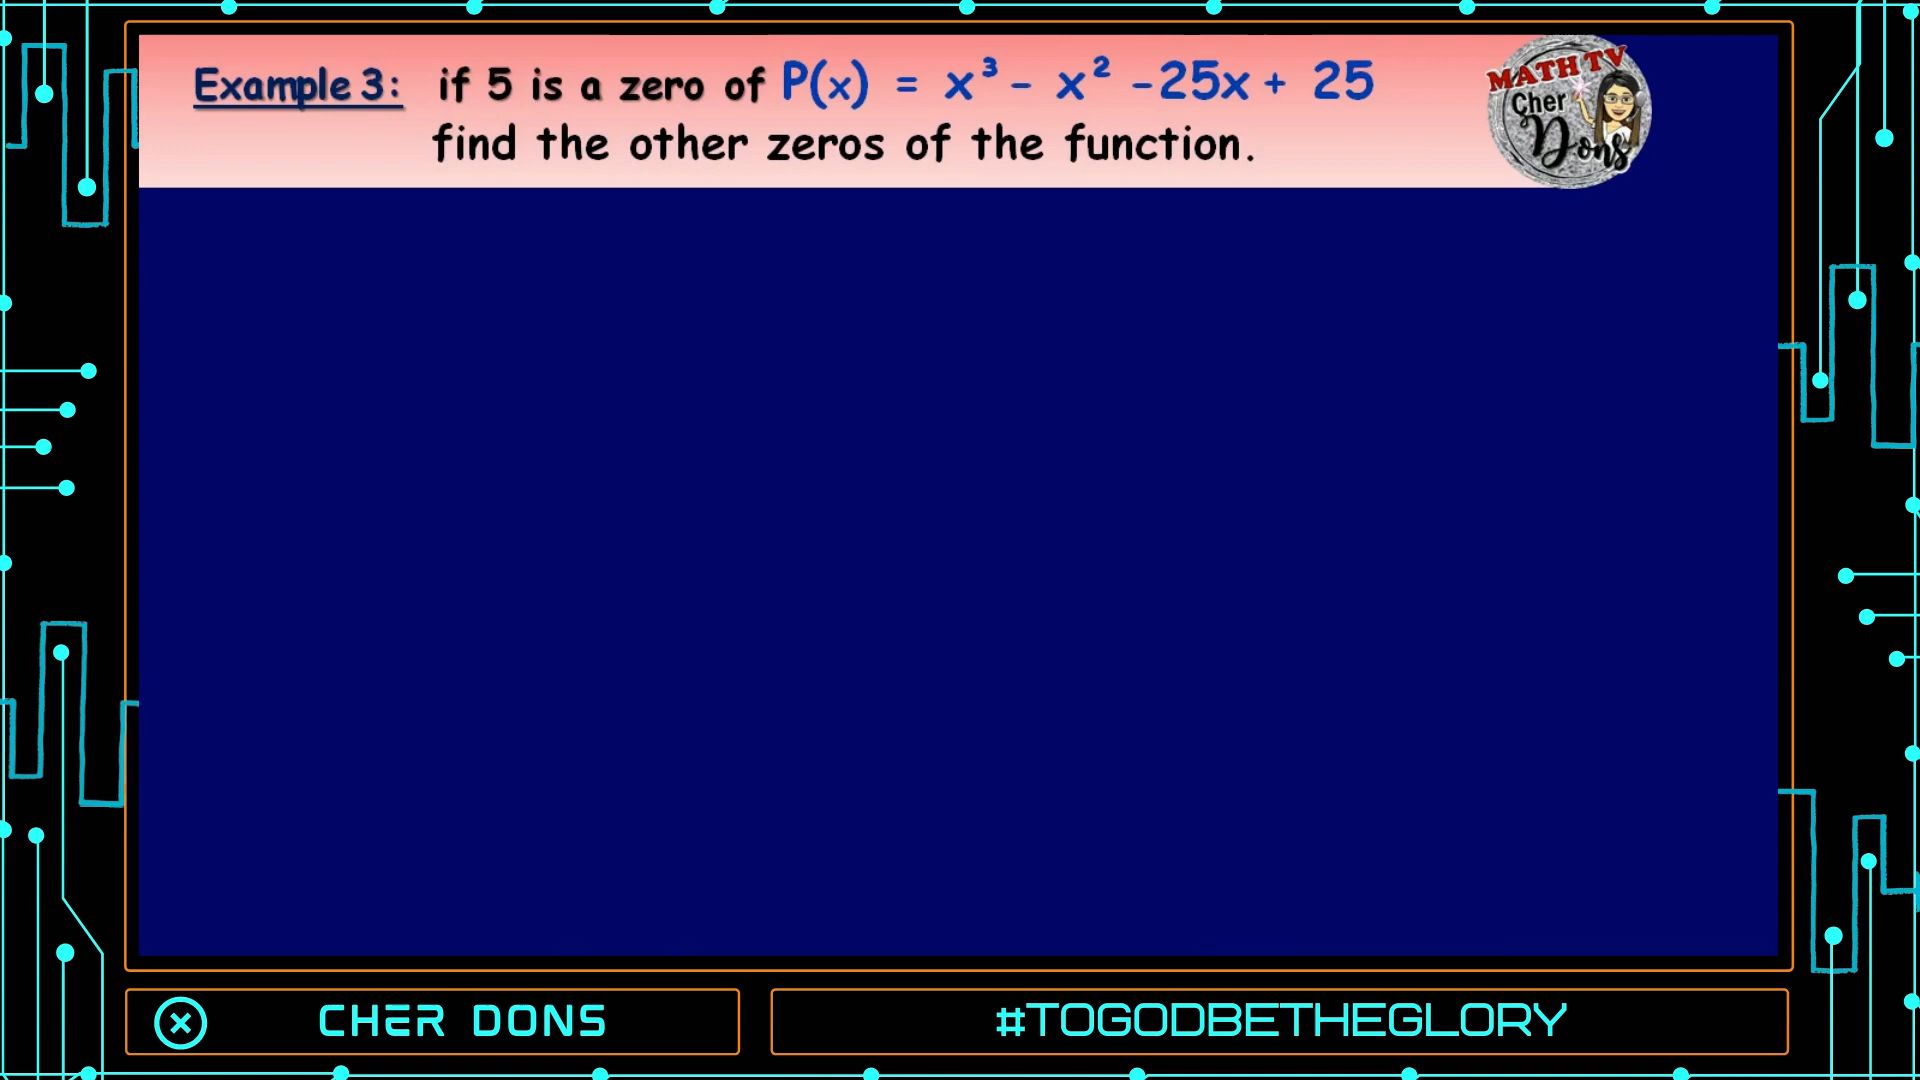 Example 3: if 5 is a zero of P(x) = x³ - x² -25x + 25
find the other zeros of the function.
MATH TV
Cher
Dons
CHER DONS
#TOGODBETHEGLORY